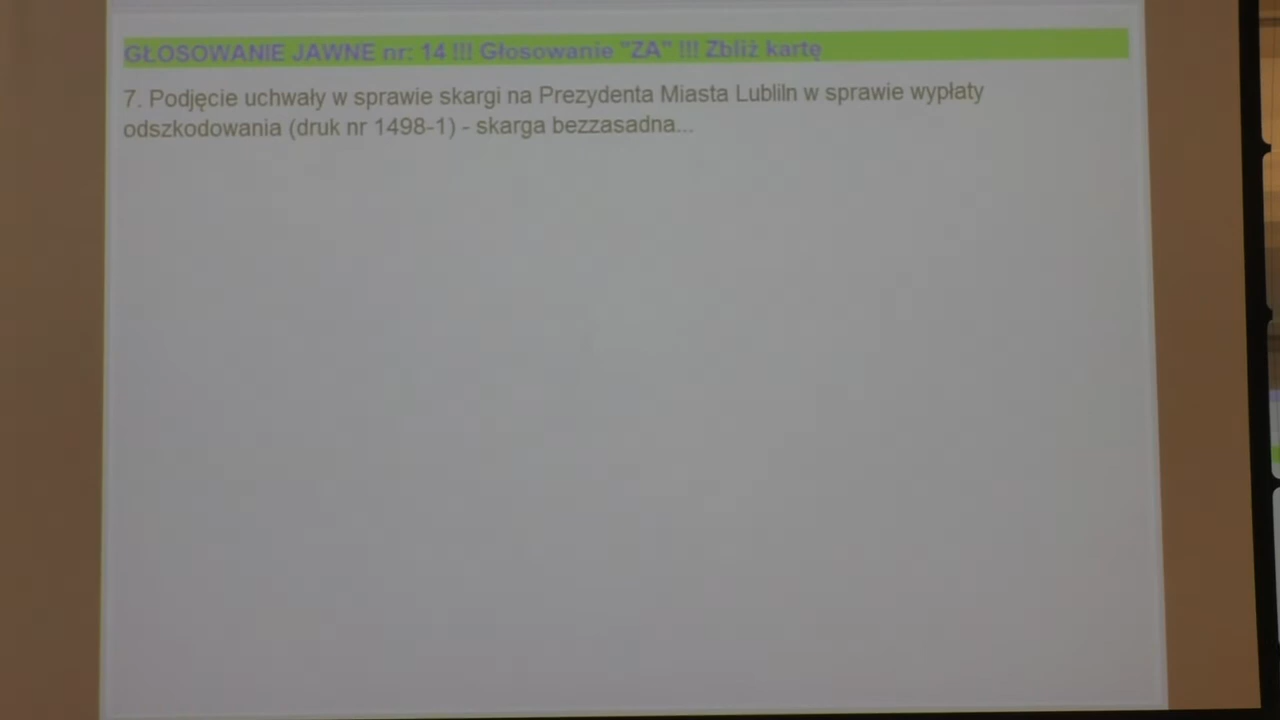 GŁOSOWANIE JAWNE nr: 14 !!! Głosowanie "ZA" !!! Zbliż kartę
7. Podjęcie uchwały w sprawie skargi na Prezydenta Miasta Lubliln w sprawie wypłaty
odszkodowania (druk nr 1498-1) - skarga bezzasadna...